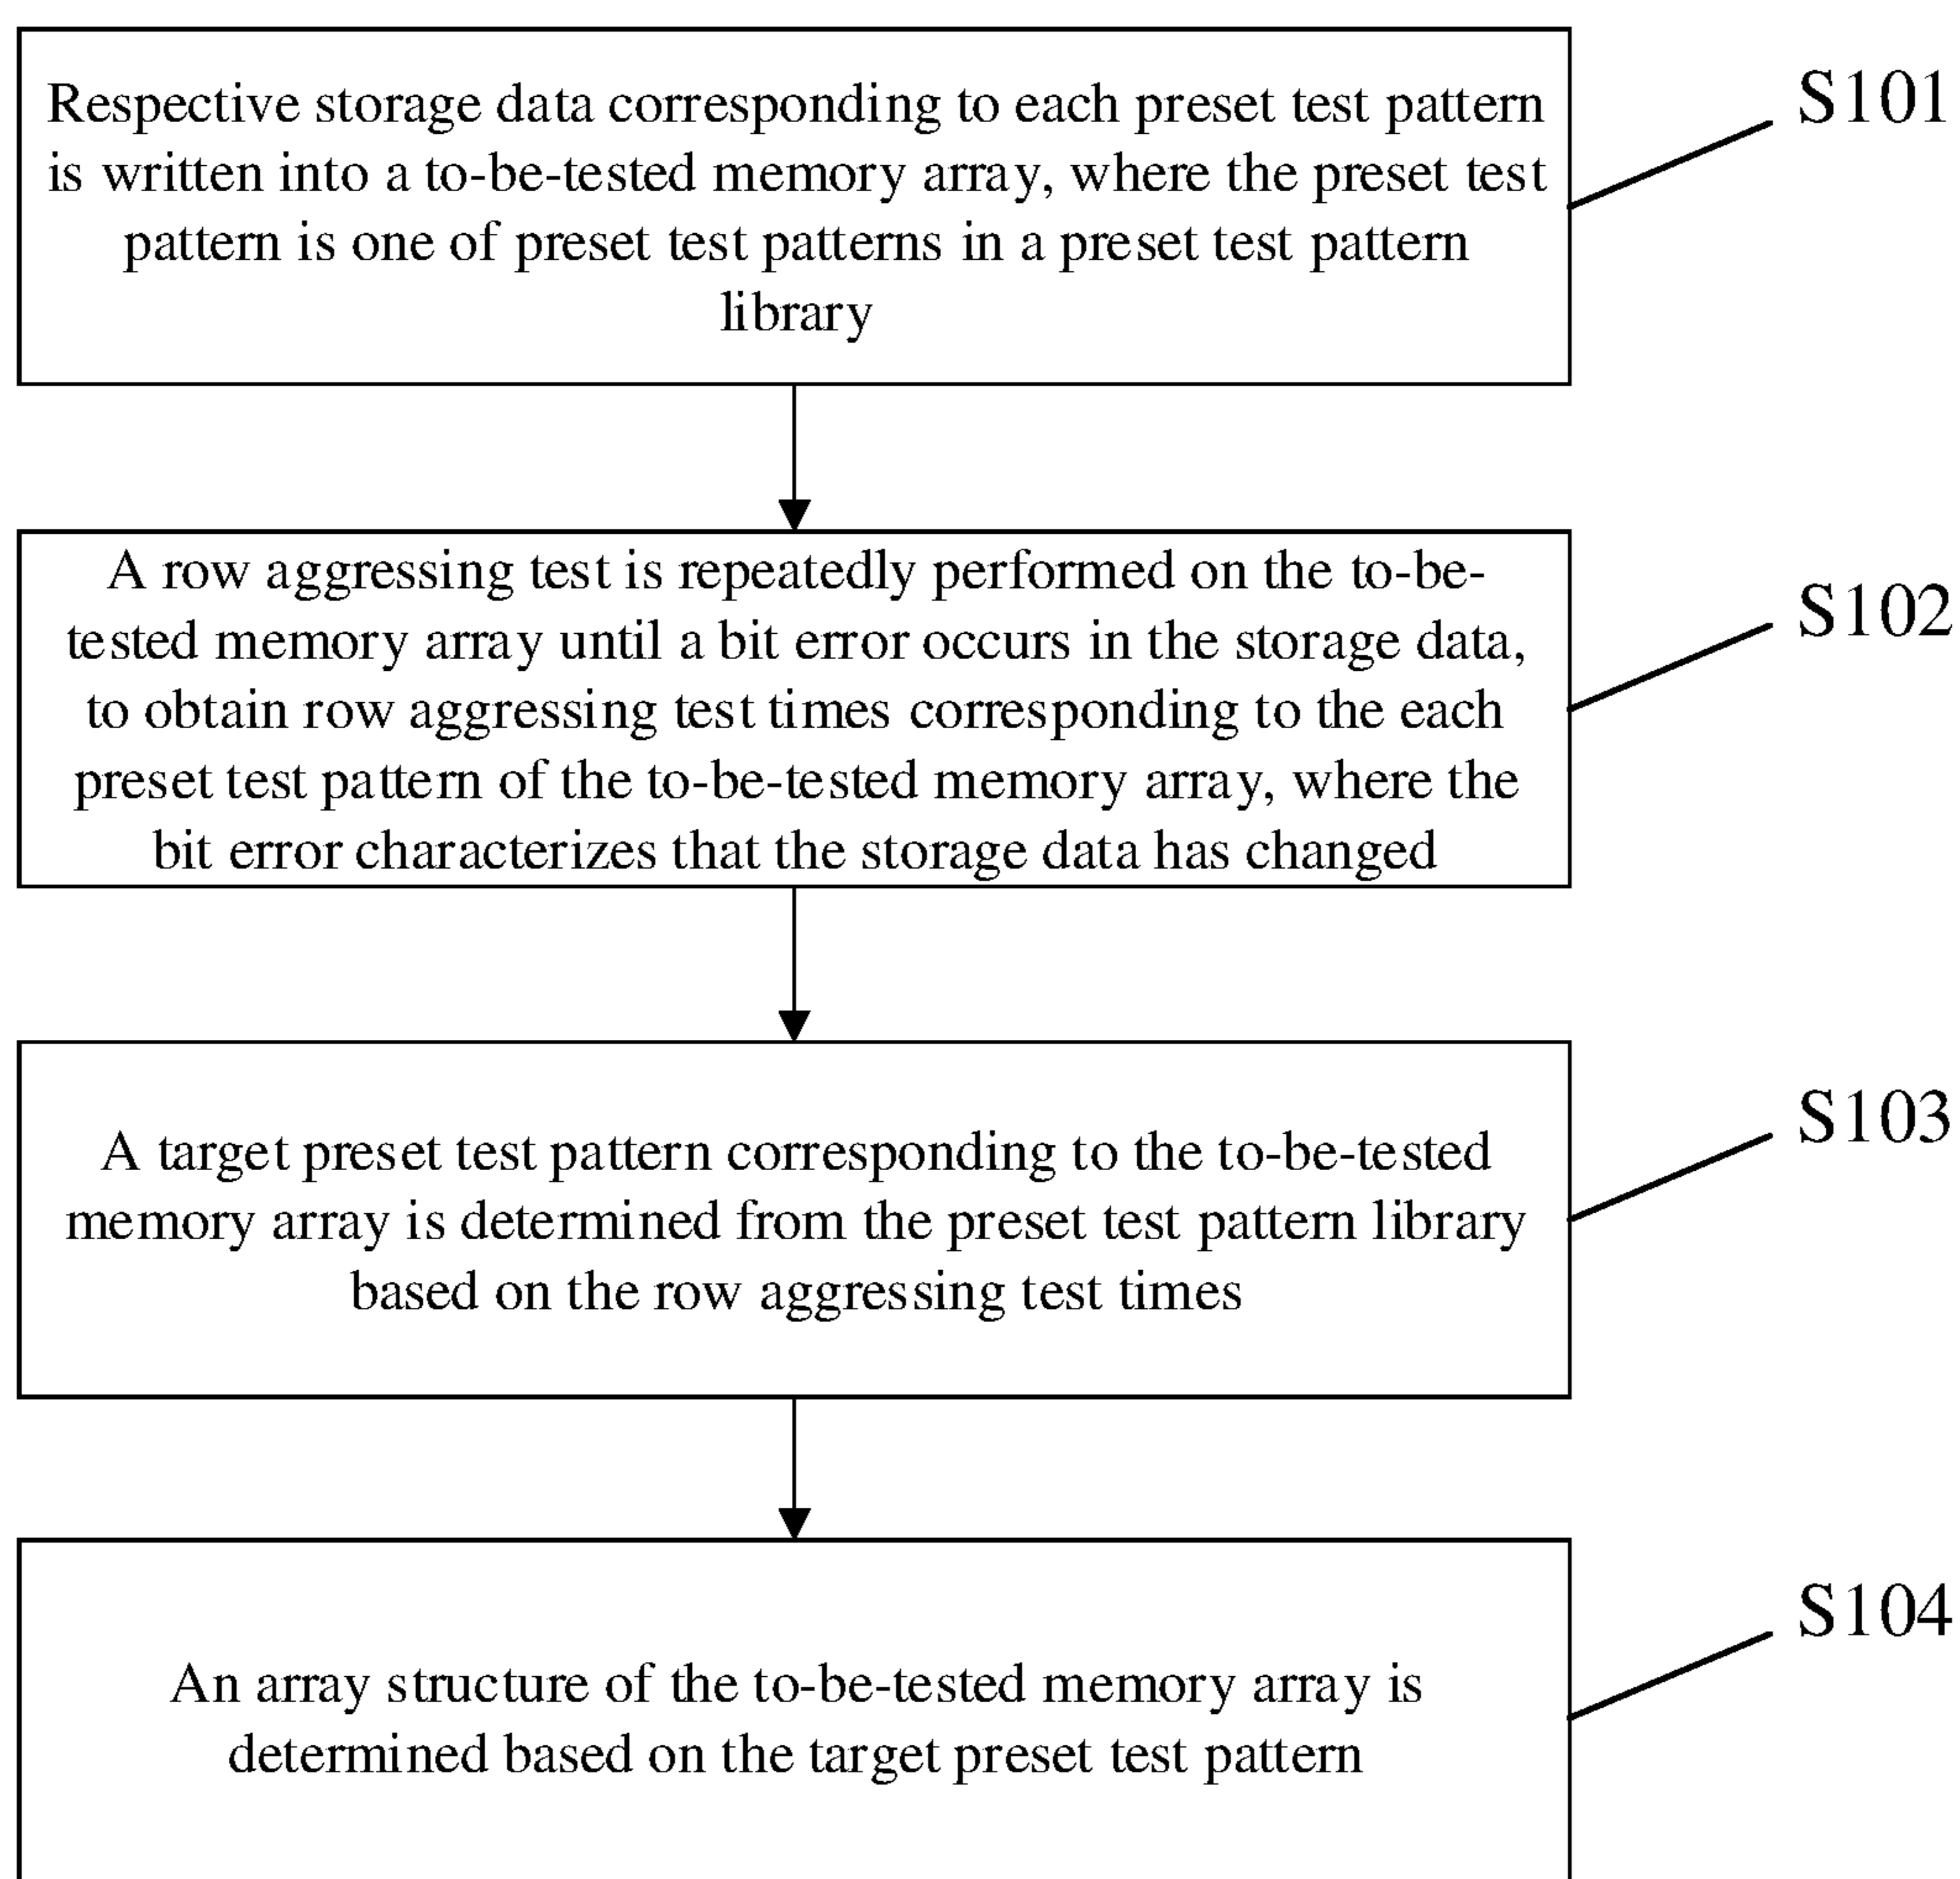 Respective storage data corresponding to each preset test pattern
is written into a to-be-tested memory array, where the preset test
pattern is one of preset test patterns in a preset test pattern
library
S101
A row aggressing test is repeatedly performed on the to-be-
tested memory array until a bit error occurs in the storage data,
to obtain row aggressing test times corresponding to the each
preset test pattern of the to-be-tested memory array, where the
bit error characterizes that the storage data has changed
S102
A target preset test pattern corresponding to the to-be-tested
memory array is determined from the preset test pattern library
based on the row aggressing test times
S103
An array structure of the to-be-tested memory array is
determined based on the target preset test pattern
S104